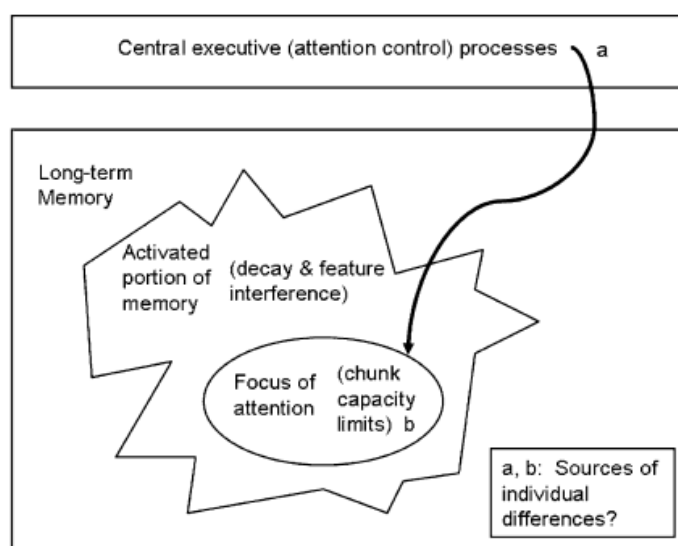 Central executive (attention control) processes a
Long-term
Memory
Activated
portion of
memory
(decay & feature
interference)
Focus of
attention
(chunk
capacity
limits) b
a, b: Sources of
individual
differences?